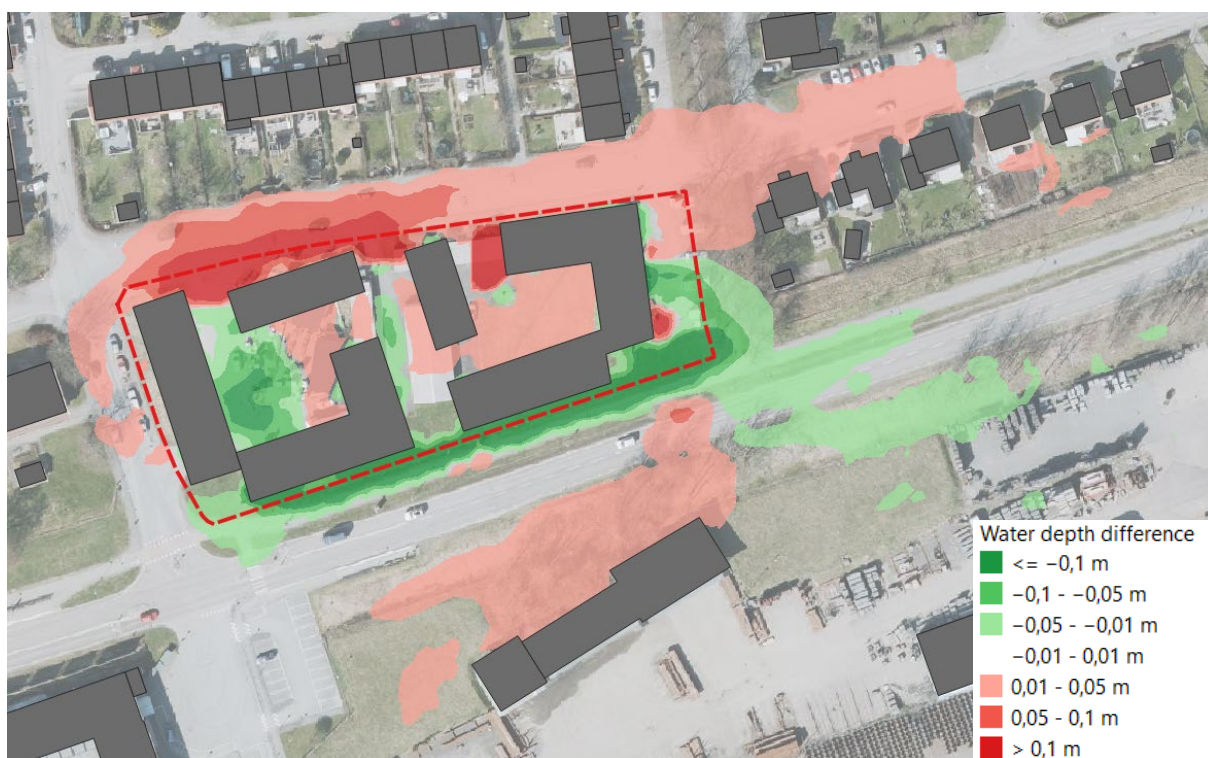 Water depth difference
<= −0,1 m
−0,1 - −0,05 m
−0,05 - −0,01 m
−0,01 - 0,01 m
0,01 - 0,05 m
0,05 - 0,1 m
> 0,1 m